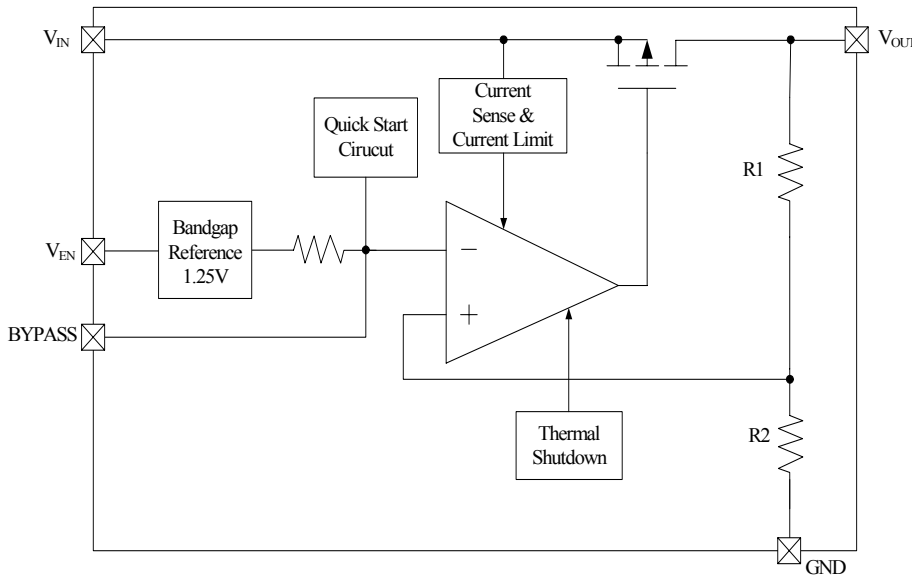 V_IN
V_OUT
Current
Sense &
Current Limit
Quick Start
Cirucut
R1
Bandgap
Reference
1.25V
V_EN
−
+
BYPASS
Thermal
Shutdown
R2
GND